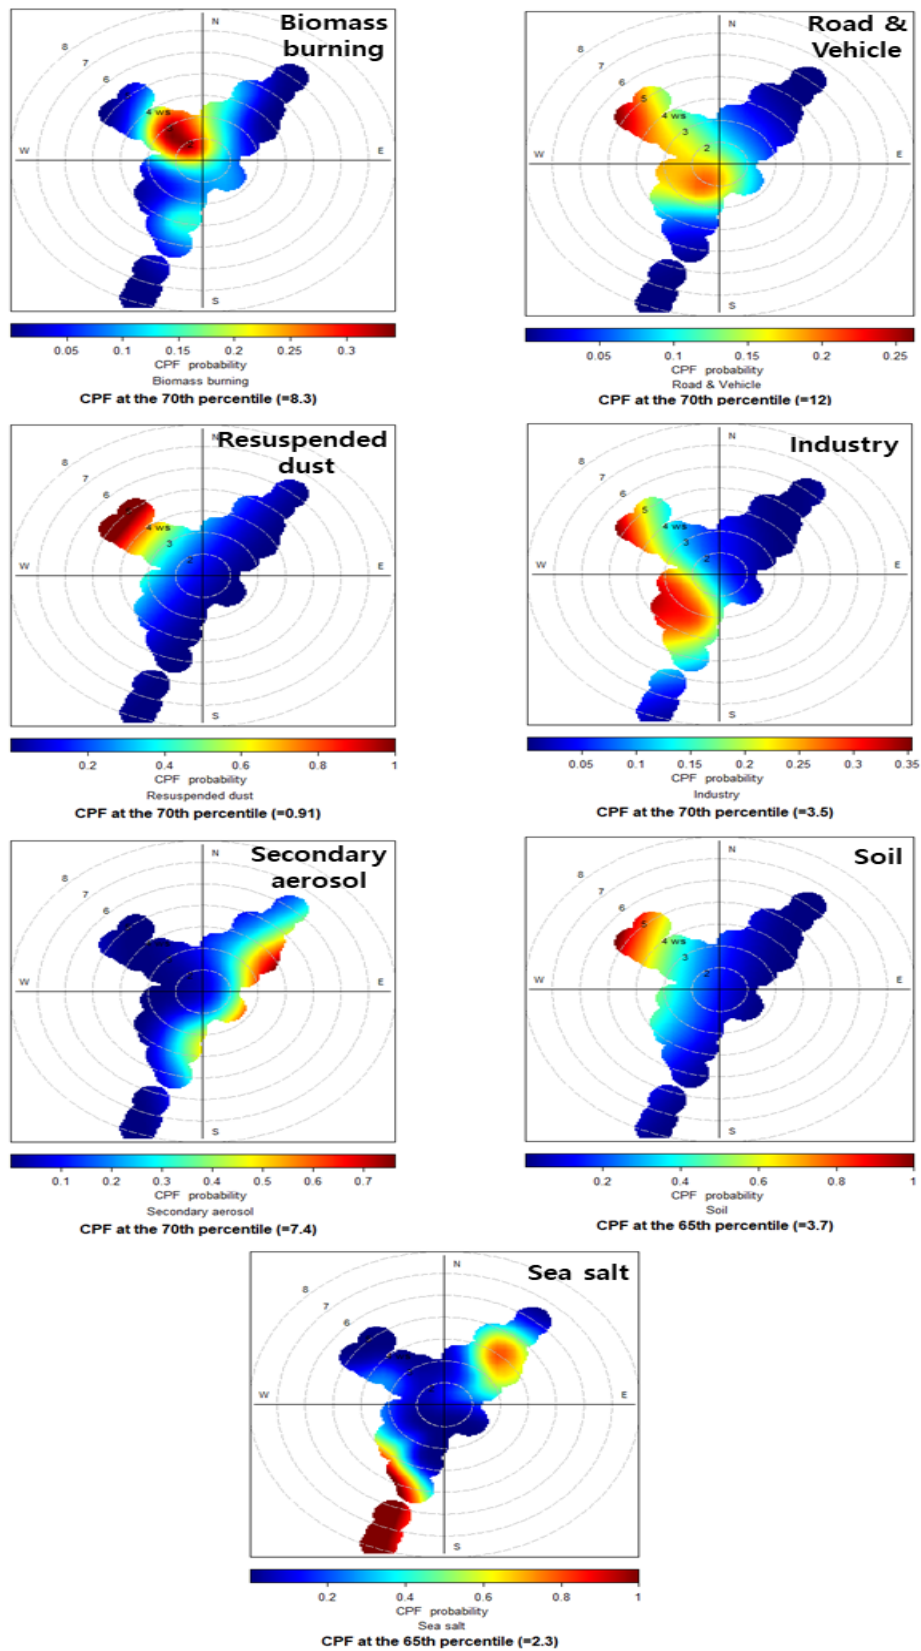 Biomass
burning
N
8
7
6
4 ws
2
W
E
S
0.05 0.1 0.15 0.2 0.25 0.3
CPF probability
Biomass burning
CPF at the 70th percentile (=8.3)
Road &
Vehicle
N
8
7
6
5
4 ws
3
2
W
E
S
0.05 0.1 0.15 0.2 0.25
CPF probability
Road & Vehicle
CPF at the 70th percentile (=12)
Resuspended
dust
N
8
7
6
4 ws
3
2
W
E
S
0.2 0.4 0.6 0.8 1
CPF probability
Resuspended dust
CPF at the 70th percentile (=0.91)
Industry
N
8
7
6
5
4 ws
3
2
W
E
S
0.05 0.1 0.15 0.2 0.25 0.3 0.35
CPF probability
Industry
CPF at the 70th percentile (=3.5)
Secondary
aerosol
N
8
7
6
W
E
S
0.1 0.2 0.3 0.4 0.5 0.6 0.7
CPF probability
Secondary aerosol
CPF at the 70th percentile (=7.4)
Soil
N
8
7
6
5
4 ws
3
2
W
E
S
0.2 0.4 0.6 0.8 1
CPF probability
Soil
CPF at the 65th percentile (=3.7)
Sea salt
N
8
7
6
W
E
S
0.2 0.4 0.6 0.8 1
CPF probability
Sea salt
CPF at the 65th percentile (=2.3)